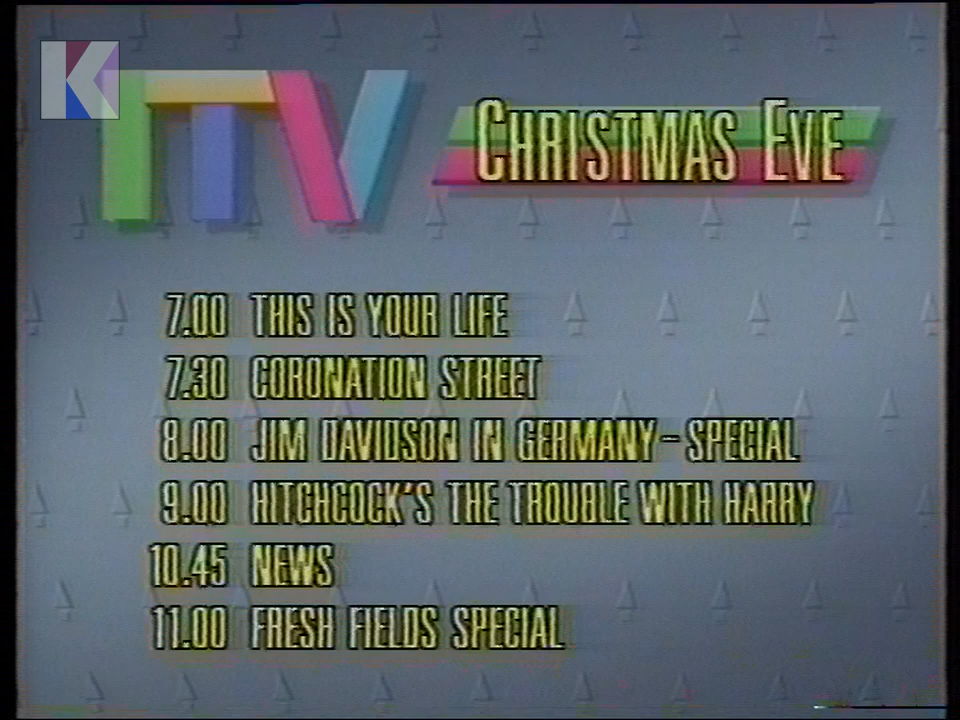 K
ITV
CHRISTMAS EVE
7.00 THIS IS YOUR LIFE
7.30 CORONATION STREET
8.00 JIM DAVIDSON IN GERMANY - SPECIAL
9.00 HITCHCOCK'S THE TROUBLE WITH HARRY
10.45 NEWS
11.00 FRESH FIELDS SPECIAL